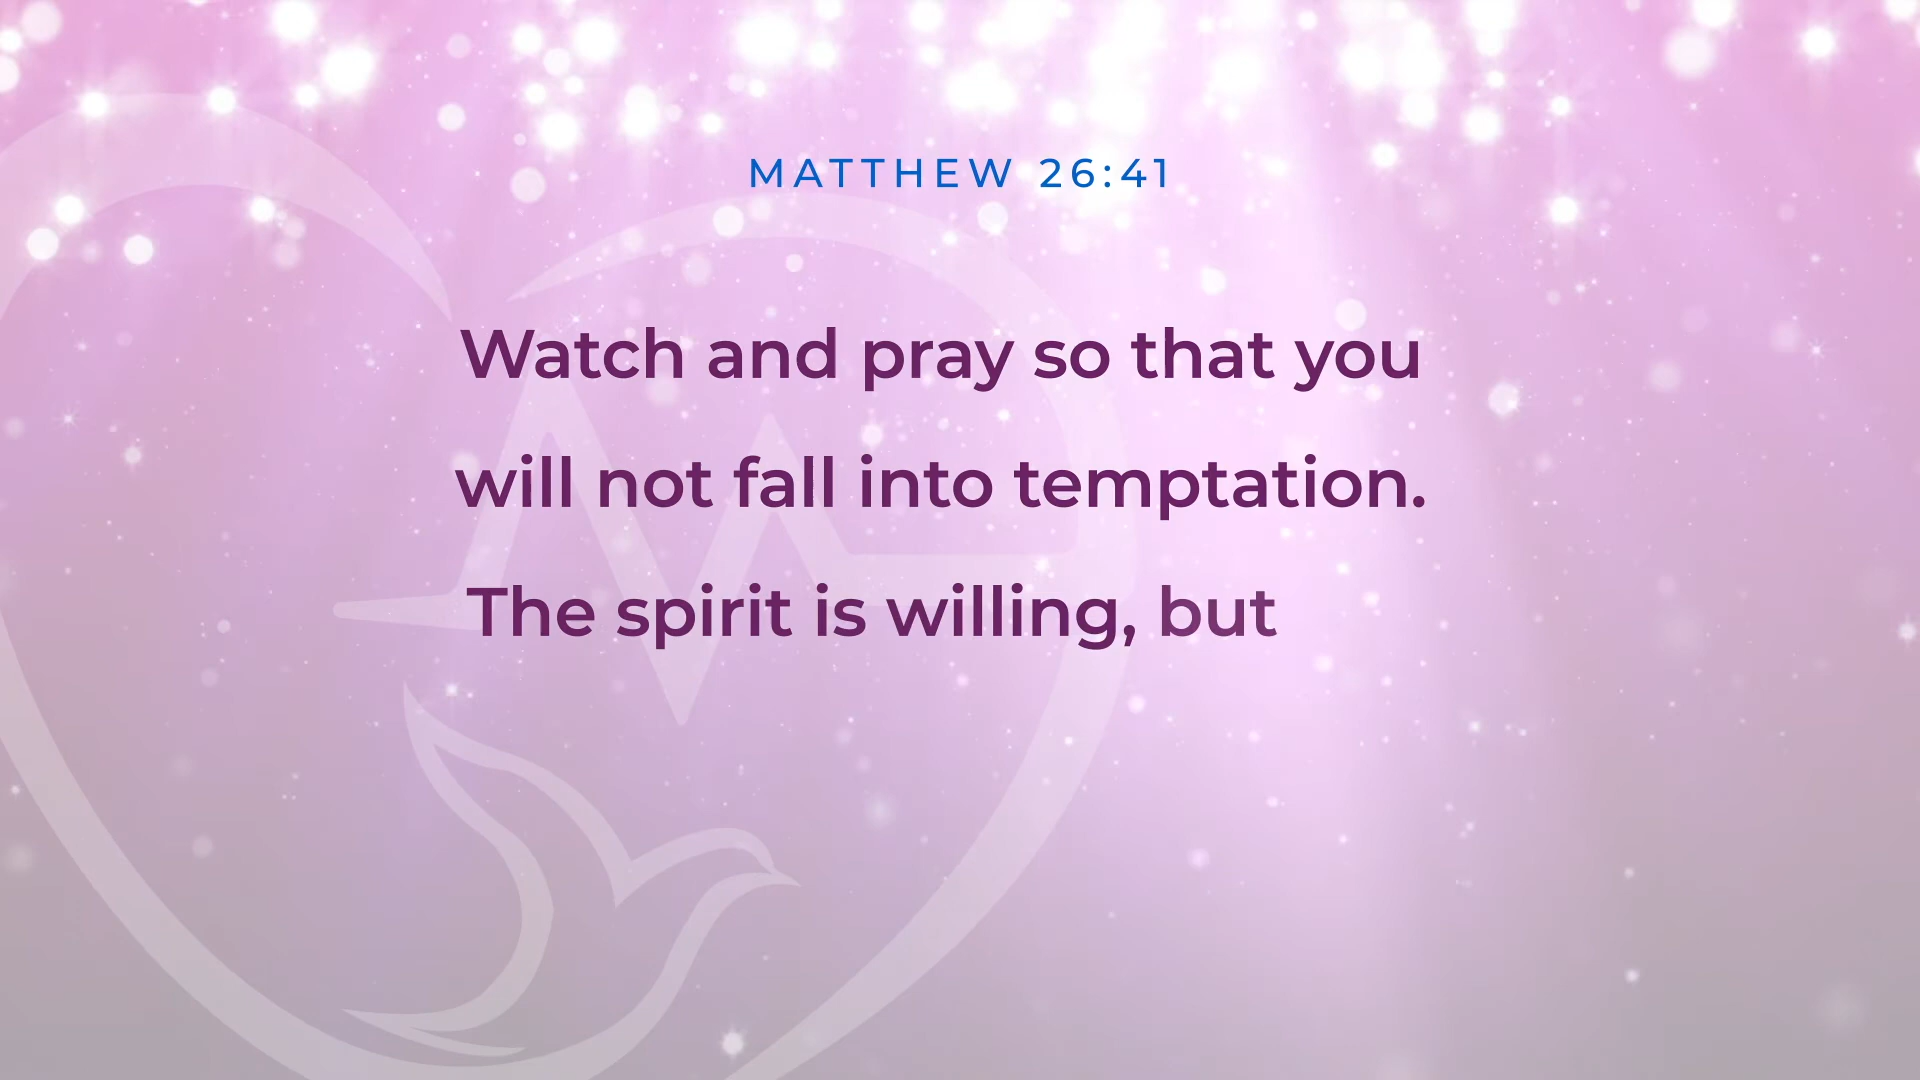 MATTHEW 26:41
Watch and pray so that you
will not fall into temptation.
The spirit is willing, but